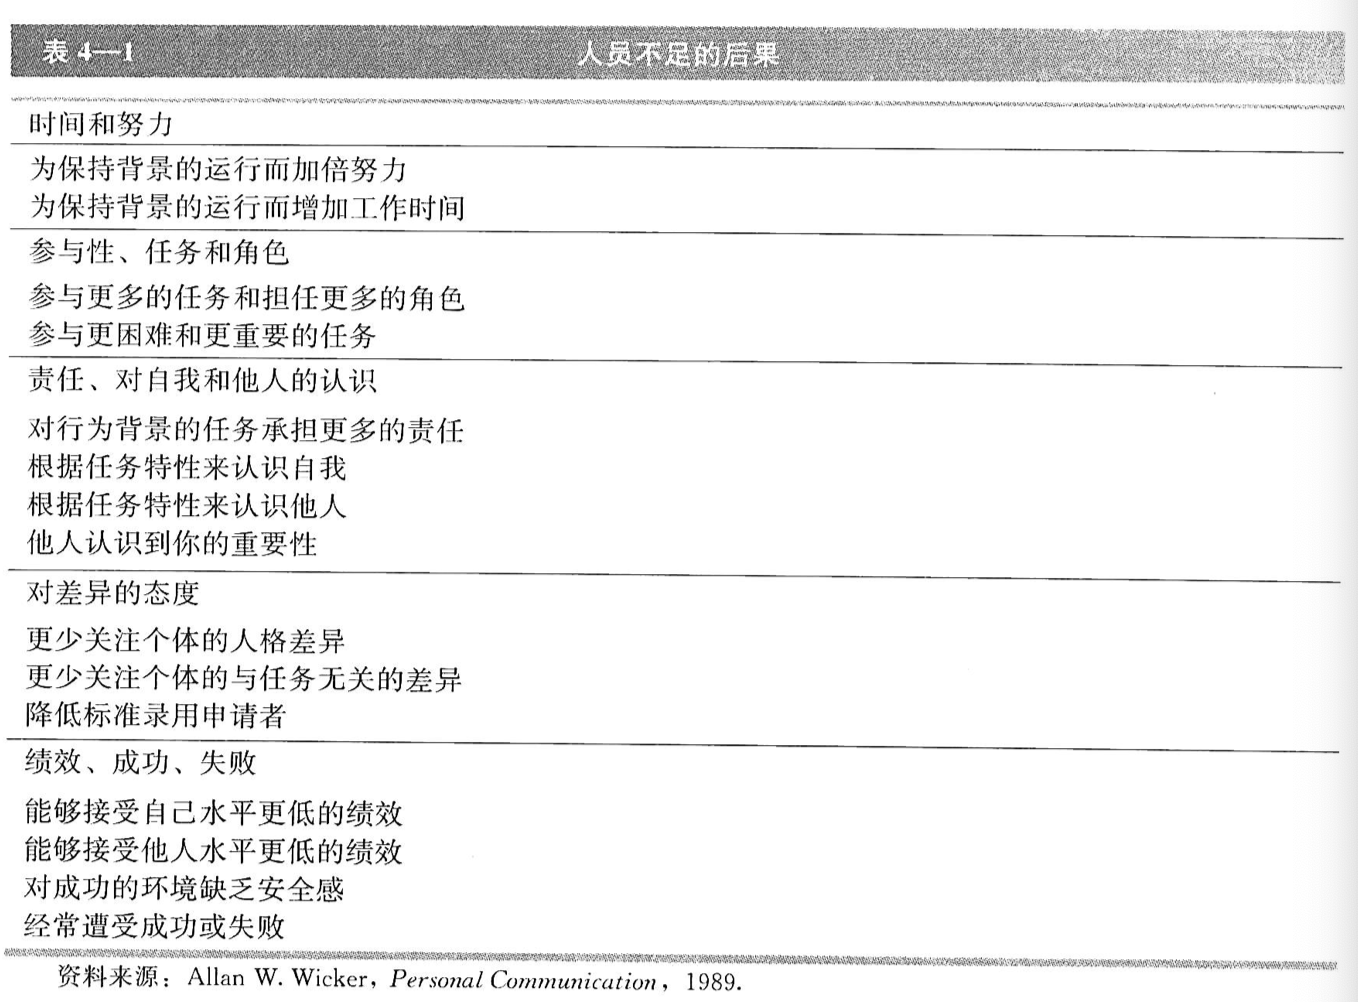 表 4—1 人员不足的后果
时间和努力
为保持背景的运行而加倍努力
为保持背景的运行而增加工作时间
参与性、任务和角色
参与更多的任务和担任更多的角色
参与更困难和更重要的任务
责任、对自我和他人的认识
对行为背景的任务承担更多的责任
根据任务特性来认识自我
根据任务特性来认识他人
他人认识到你的重要性
对差异的态度
更少关注个体的人格差异
更少关注个体的与任务无关的差异
降低标准录用申请者
绩效、成功、失败
能够接受自己水平更低的绩效
能够接受他人水平更低的绩效
对成功的环境缺乏安全感
经常遭受成功或失败
资料来源：Allan W. Wicker，Personal Communication，1989.